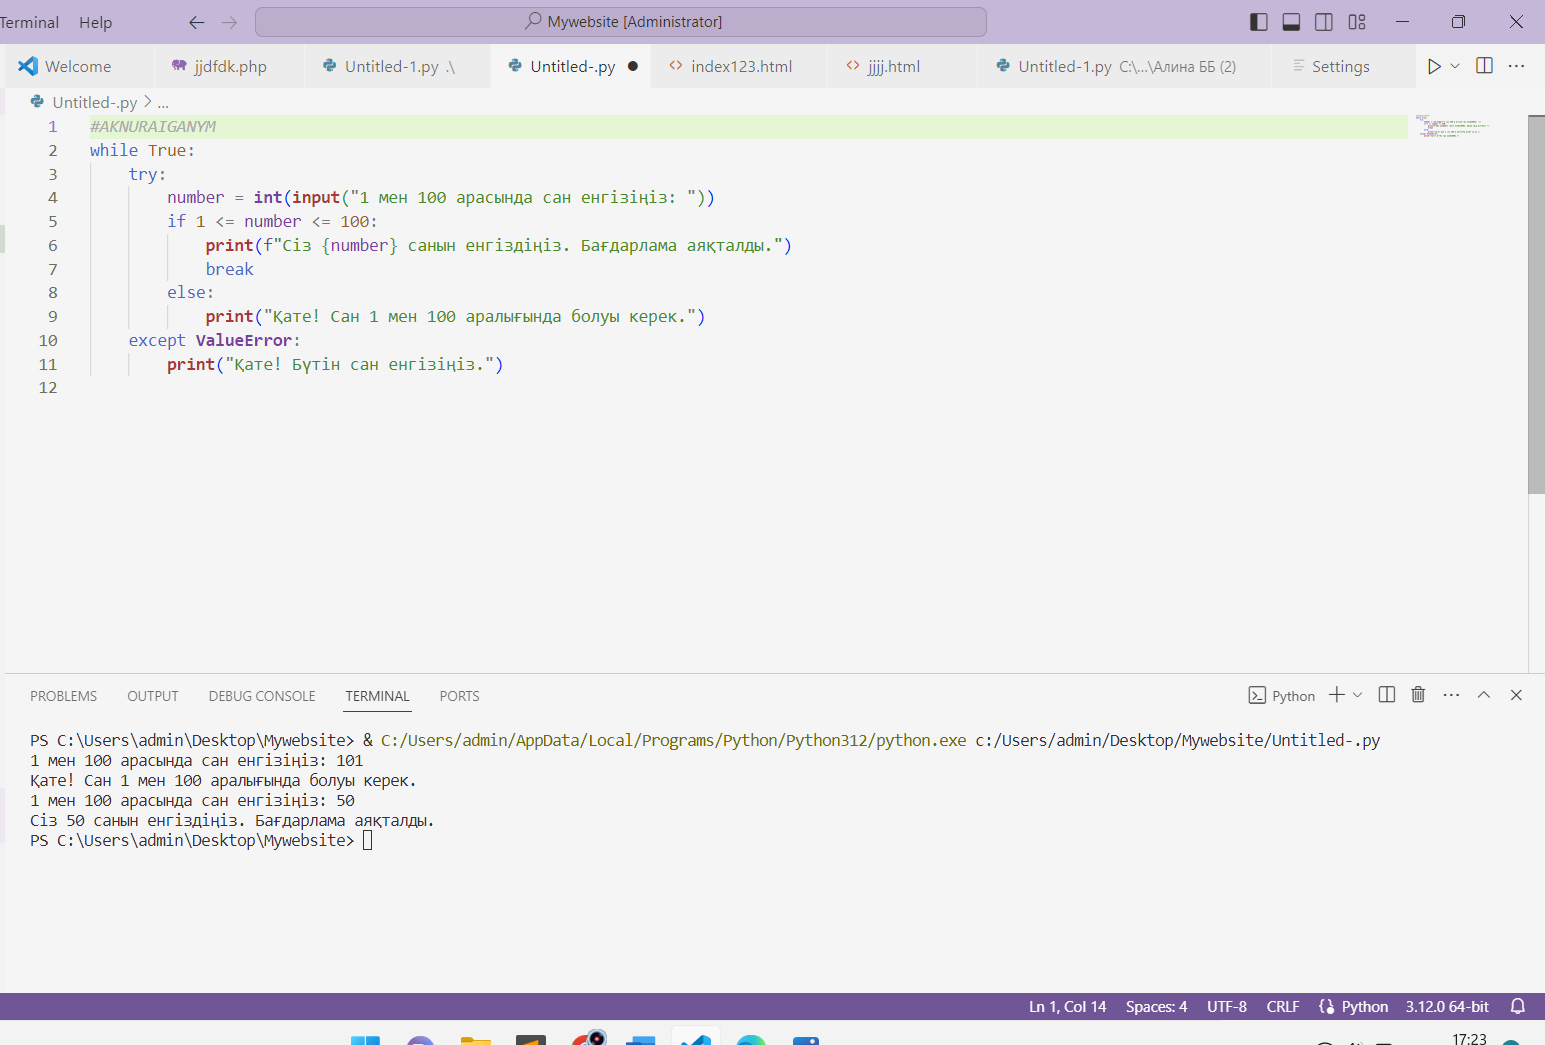 Terminal Help Mywebsite [Administrator]
Welcome jjdfdk.php Untitled-1.py .\ Untitled-.py index123.html jjjj.html Untitled-1.py C:\...\Алина ББ (2) Settings
Untitled-.py > ...
1 #AKNURAIGANYM
2 while True:
3 try:
4 number = int(input("1 мен 100 арасында сан енгізіңіз: "))
5 if 1 <= number <= 100:
6 print(f"Сіз {number} санын енгіздіңіз. Бағдарлама аяқталды.")
7 break
8 else:
9 print("Қате! Сан 1 мен 100 аралығында болуы керек.")
10 except ValueError:
11 print("Қате! Бүтін сан енгізіңіз.")
12
PROBLEMS OUTPUT DEBUG CONSOLE TERMINAL PORTS Python
PS C:\Users\admin\Desktop\Mywebsite> & C:/Users/admin/AppData/Local/Programs/Python/Python312/python.exe c:/Users/admin/Desktop/Mywebsite/Untitled-.py
1 мен 100 арасында сан енгізіңіз: 101
Қате! Сан 1 мен 100 аралығында болуы керек.
1 мен 100 арасында сан енгізіңіз: 50
Сіз 50 санын енгіздіңіз. Бағдарлама аяқталды.
PS C:\Users\admin\Desktop\Mywebsite>
Ln 1, Col 14 Spaces: 4 UTF-8 CRLF Python 3.12.0 64-bit
17:23